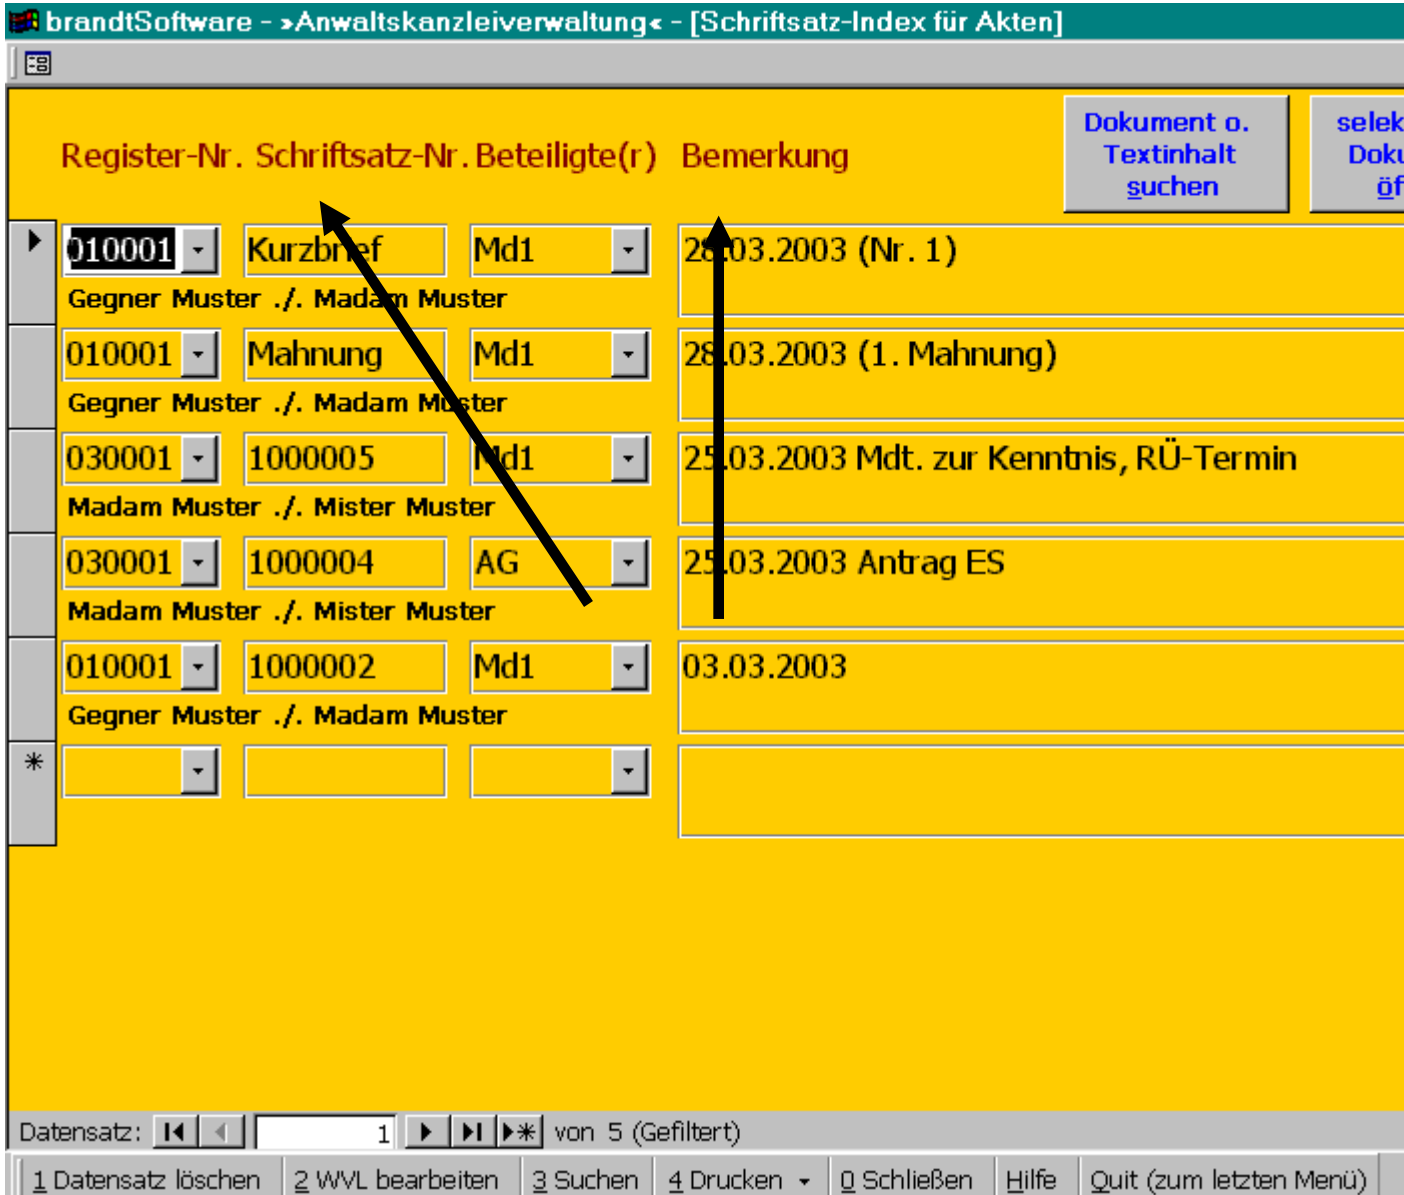 brandtSoftware - »Anwaltskanzleiverwaltung« - [Schriftsatz-Index für Akten]
Register-Nr. Schriftsatz-Nr. Beteiligte(r) Bemerkung
Dokument o.
Textinhalt
suchen
selek
Doku
öf
010001 Kurzbrief Md1 28.03.2003 (Nr. 1)
Gegner Muster ./. Madam Muster
010001 Mahnung Md1 28.03.2003 (1. Mahnung)
Gegner Muster ./. Madam Muster
030001 1000005 Md1 25.03.2003 Mdt. zur Kenntnis, RÜ-Termin
Madam Muster ./. Mister Muster
030001 1000004 AG 25.03.2003 Antrag ES
Madam Muster ./. Mister Muster
010001 1000002 Md1 03.03.2003
Gegner Muster ./. Madam Muster
Datensatz: 1 von 5 (Gefiltert)
1 Datensatz löschen 2 WVL bearbeiten 3 Suchen 4 Drucken 0 Schließen Hilfe Quit (zum letzten Menü)